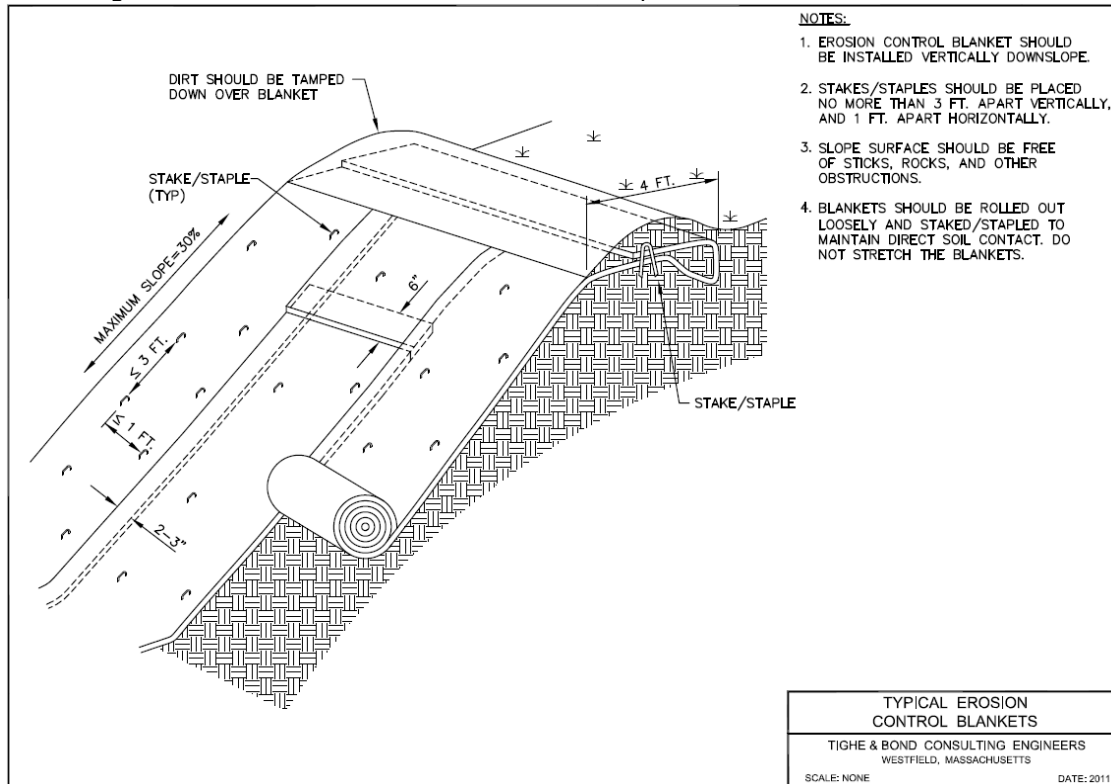 NOTES:
1. EROSION CONTROL BLANKET SHOULD
BE INSTALLED VERTICALLY DOWNSLOPE.
2. STAKES/STAPLES SHOULD BE PLACED
NO MORE THAN 3 FT. APART VERTICALLY,
AND 1 FT. APART HORIZONTALLY.
3. SLOPE SURFACE SHOULD BE FREE
OF STICKS, ROCKS, AND OTHER
OBSTRUCTIONS.
4. BLANKETS SHOULD BE ROLLED OUT
LOOSELY AND STAKED/STAPLED TO
MAINTAIN DIRECT SOIL CONTACT. DO
NOT STRETCH THE BLANKETS.
DIRT SHOULD BE TAMPED
DOWN OVER BLANKET
STAKE/STAPLE
(TYP)
4 FT.
MAXIMUM SLOPE=30%
6"
≤ 3 FT.
≤ 1 FT.
STAKE/STAPLE
2-3"
TYPICAL EROSION
CONTROL BLANKETS
TIGHE & BOND CONSULTING ENGINEERS
WESTFIELD, MASSACHUSETTS
SCALE: NONE DATE: 2011